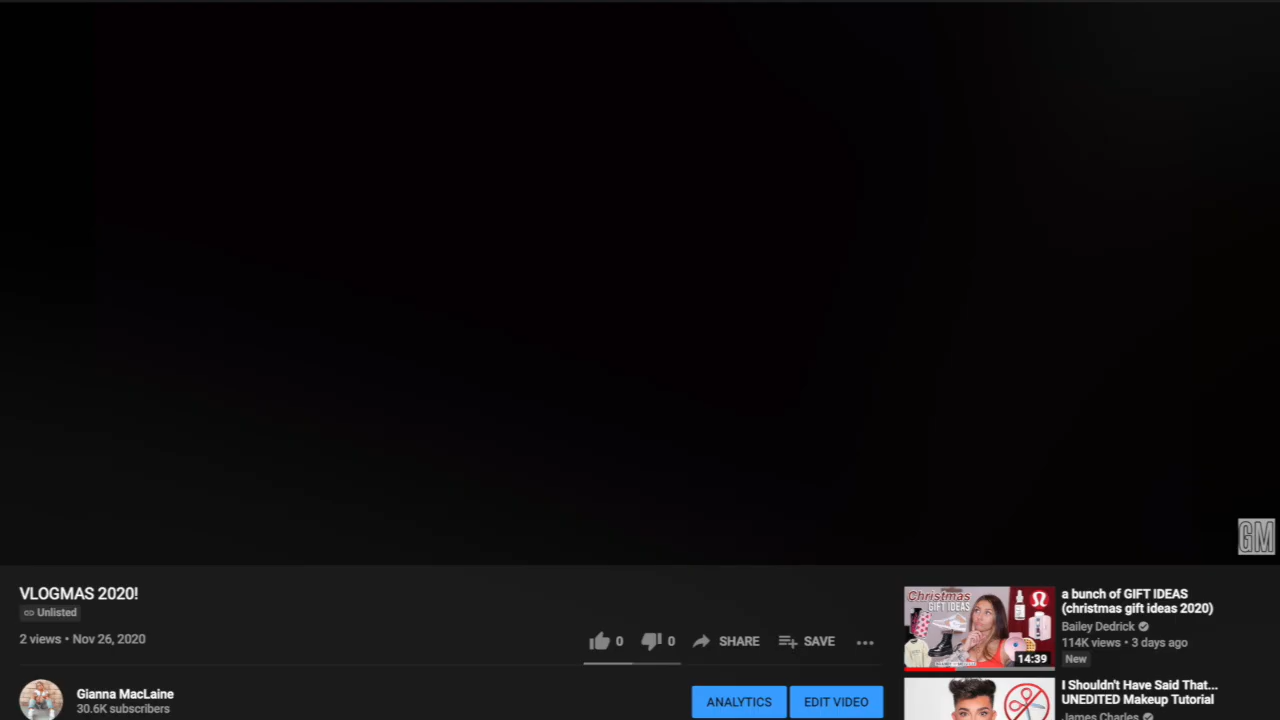 GM
VLOGMAS 2020!
Unlisted
2 views • Nov 26, 2020
0
0
SHARE
SAVE
Gianna MacLaine
30.6K subscribers
ANALYTICS
EDIT VIDEO
Christmas
GIFT IDEAS
14:39
a bunch of GIFT IDEAS
(christmas gift ideas 2020)
Bailey Dedrick
114K views • 3 days ago
New
I Shouldn't Have Said That...
UNEDITED Makeup Tutorial
James Charles